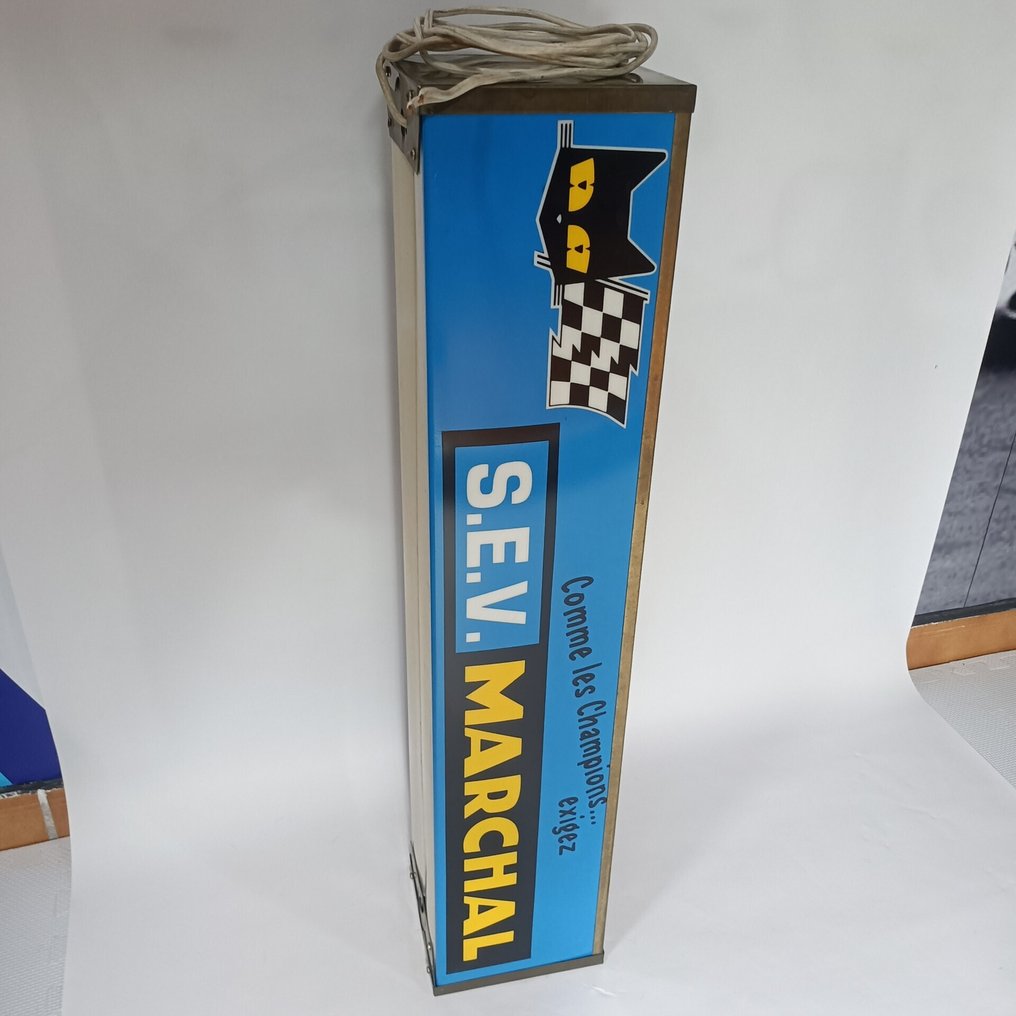 Comme les Champions...
exigez
S.E.V. MARCHAL